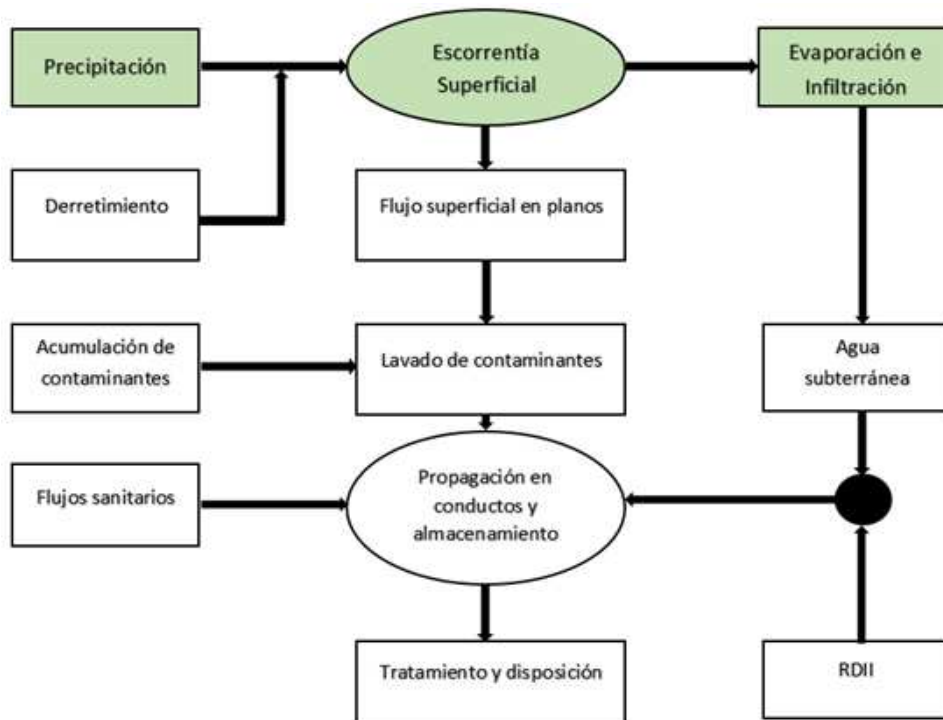 Precipitación
Escorrentía
Superficial
Evaporación e
Infiltración
Derretimiento
Flujo superficial en planos
Acumulación de
contaminantes
Lavado de contaminantes
Agua
subterránea
Flujos sanitarios
Propagación en
conductos y
almacenamiento
Tratamiento y disposición
RDII